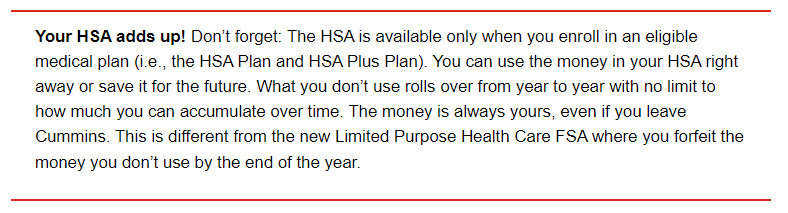 Your HSA adds up! Don’t forget: The HSA is available only when you enroll in an eligible
medical plan (i.e., the HSA Plan and HSA Plus Plan). You can use the money in your HSA right
away or save it for the future. What you don’t use rolls over from year to year with no limit to
how much you can accumulate over time. The money is always yours, even if you leave
Cummins. This is different from the new Limited Purpose Health Care FSA where you forfeit the
money you don’t use by the end of the year.